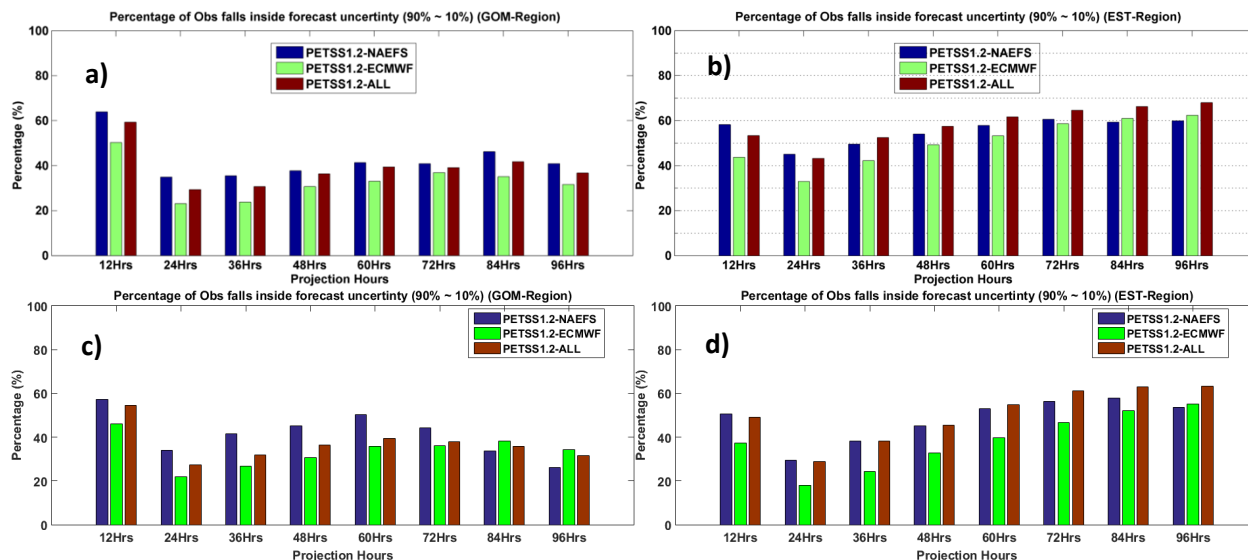 Percentage of Obs falls inside forecast uncertinty (90% ~ 10%) (GOM-Region)
a)
PETSS1.2-NAEFS
PETSS1.2-ECMWF
PETSS1.2-ALL
Percentage (%)
100
80
60
40
20
0
12Hrs 24Hrs 36Hrs 48Hrs 60Hrs 72Hrs 84Hrs 96Hrs
Projection Hours
Percentage of Obs falls inside forecast uncertinty (90% ~ 10%) (EST-Region)
b)
PETSS1.2-NAEFS
PETSS1.2-ECMWF
PETSS1.2-ALL
Percentage (%)
100
80
60
40
20
0
12Hrs 24Hrs 36Hrs 48Hrs 60Hrs 72Hrs 84Hrs 96Hrs
Projection Hours
Percentage of Obs falls inside forecast uncertinty (90% ~ 10%) (GOM-Region)
c)
PETSS1.2-NAEFS
PETSS1.2-ECMWF
PETSS1.2-ALL
Percentage (%)
100
80
60
40
20
0
12Hrs 24Hrs 36Hrs 48Hrs 60Hrs 72Hrs 84Hrs 96Hrs
Projection Hours
Percentage of Obs falls inside forecast uncertinty (90% ~ 10%) (EST-Region)
d)
PETSS1.2-NAEFS
PETSS1.2-ECMWF
PETSS1.2-ALL
Percentage (%)
100
80
60
40
20
0
12Hrs 24Hrs 36Hrs 48Hrs 60Hrs 72Hrs 84Hrs 96Hrs
Projection Hours